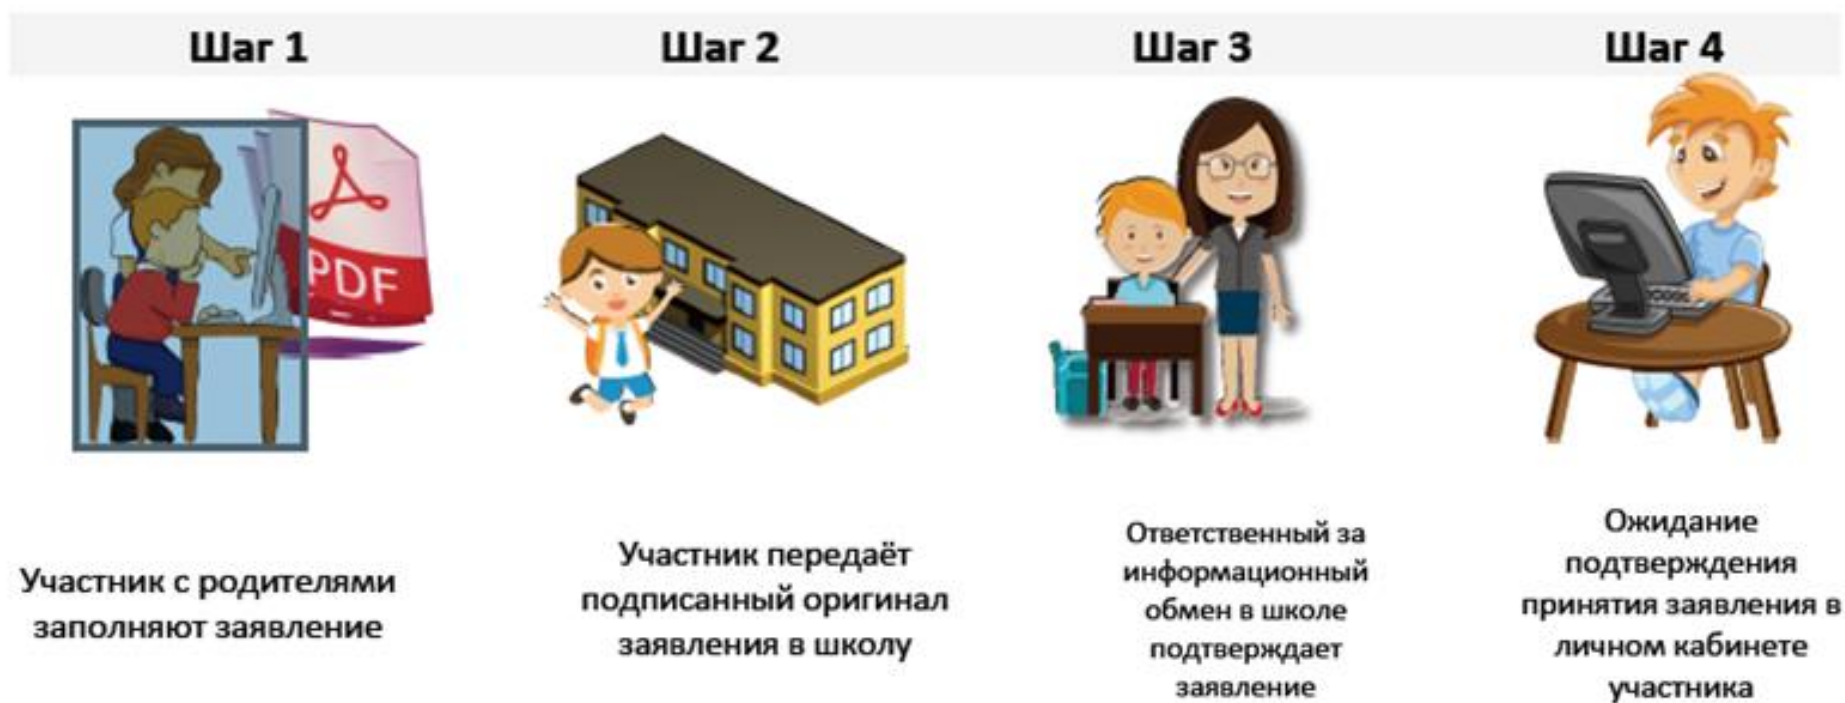 Шаг 1
Шаг 2
Шаг 3
Шаг 4
PDF
Участник с родителями
заполняют заявление
Участник передаёт
подписанный оригинал
заявления в школу
Ответственный за
информационный
обмен в школе
подтверждает
заявление
Ожидание
подтверждения
принятия заявления в
личном кабинете
участника